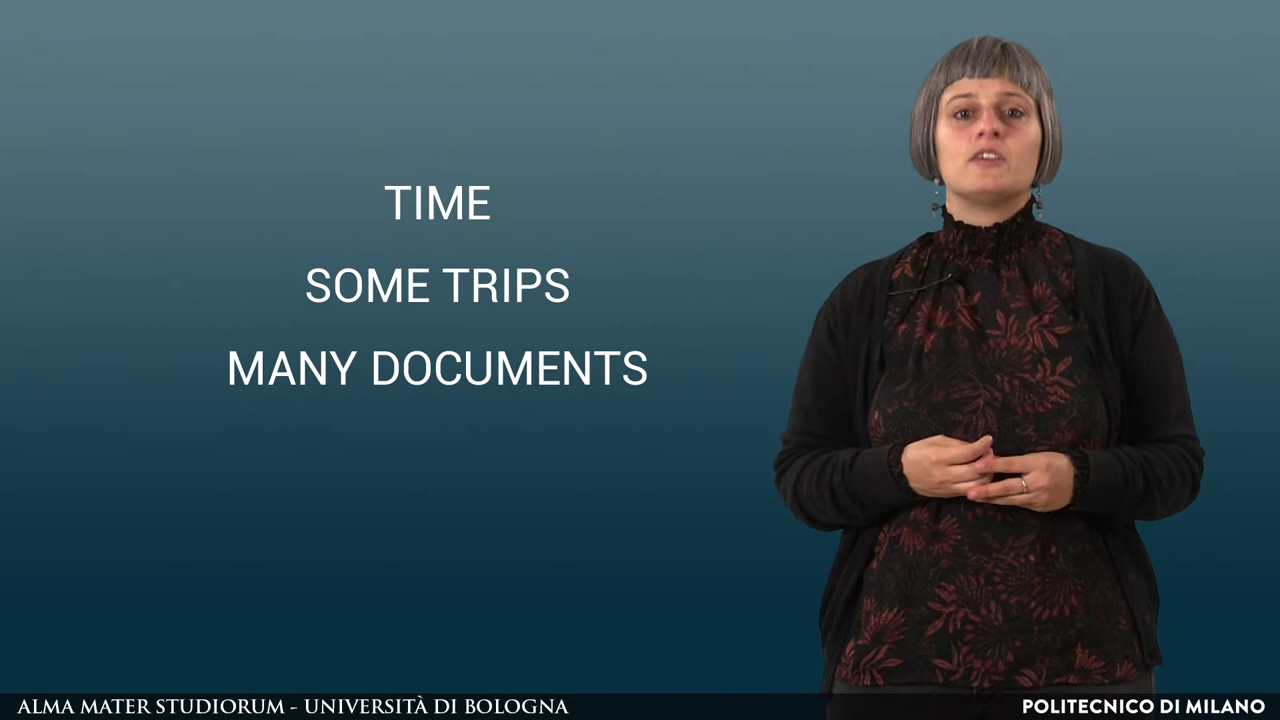 TIME
SOME TRIPS
MANY DOCUMENTS
ALMA MATER STUDIORUM - UNIVERSITÀ DI BOLOGNA
POLITECNICO DI MILANO